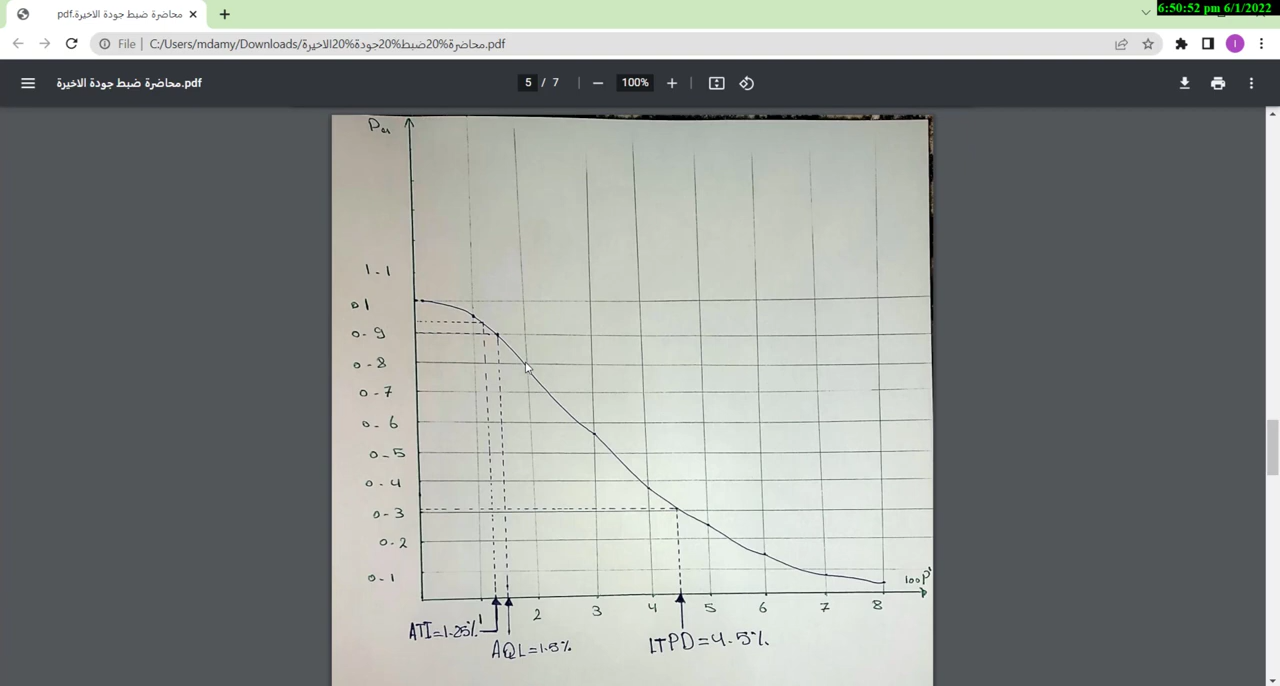 محاضرة ضبط جودة الاخيرة.pdf
6:50:52 pm 6/1/2022
File
C:/Users/mdamy/Downloads/محاضرة%20ضبط%20جودة%20الاخيرة.pdf
I
محاضرة ضبط جودة الاخيرة.pdf
5 / 7
100%
Pa
1-1
01
0-9
0-8
0-7
0-6
0-5
0-4
0-3
0-2
0-1
100P'
1
2
3
4
5
6
7
8
ATI=1.25%
AQL=1.5%
LTPD=4.5%